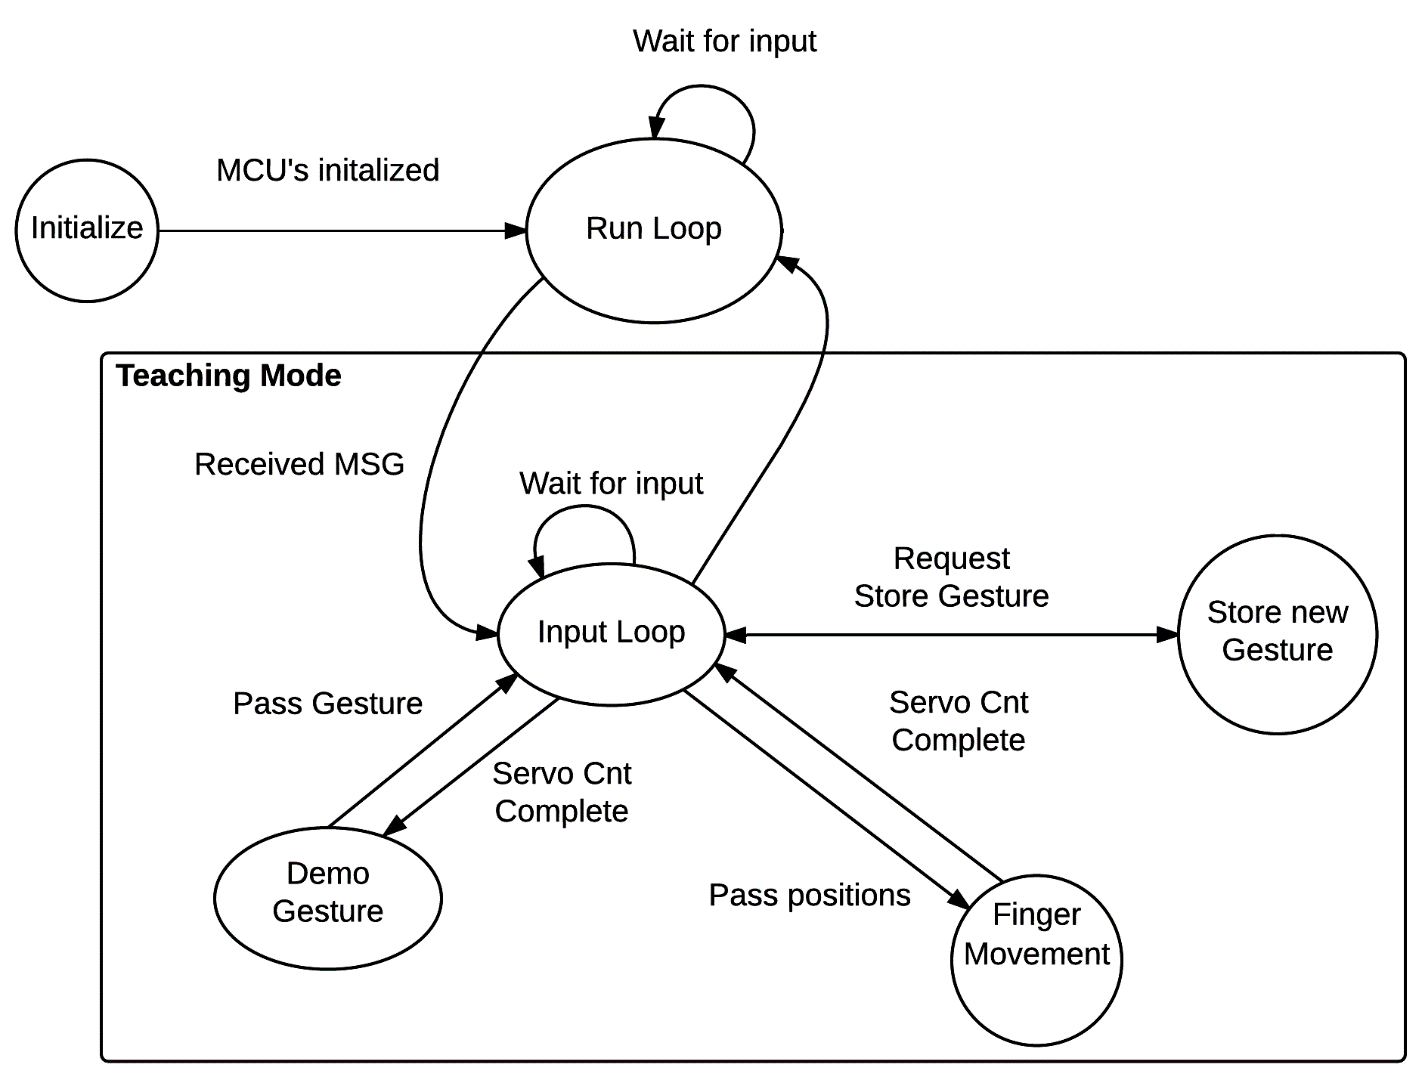 Wait for input
MCU's initalized
Initialize
Run Loop
Teaching Mode
Received MSG
Wait for input
Request
Store Gesture
Input Loop
Store new
Gesture
Pass Gesture
Servo Cnt
Complete
Servo Cnt
Complete
Demo
Gesture
Pass positions
Finger
Movement